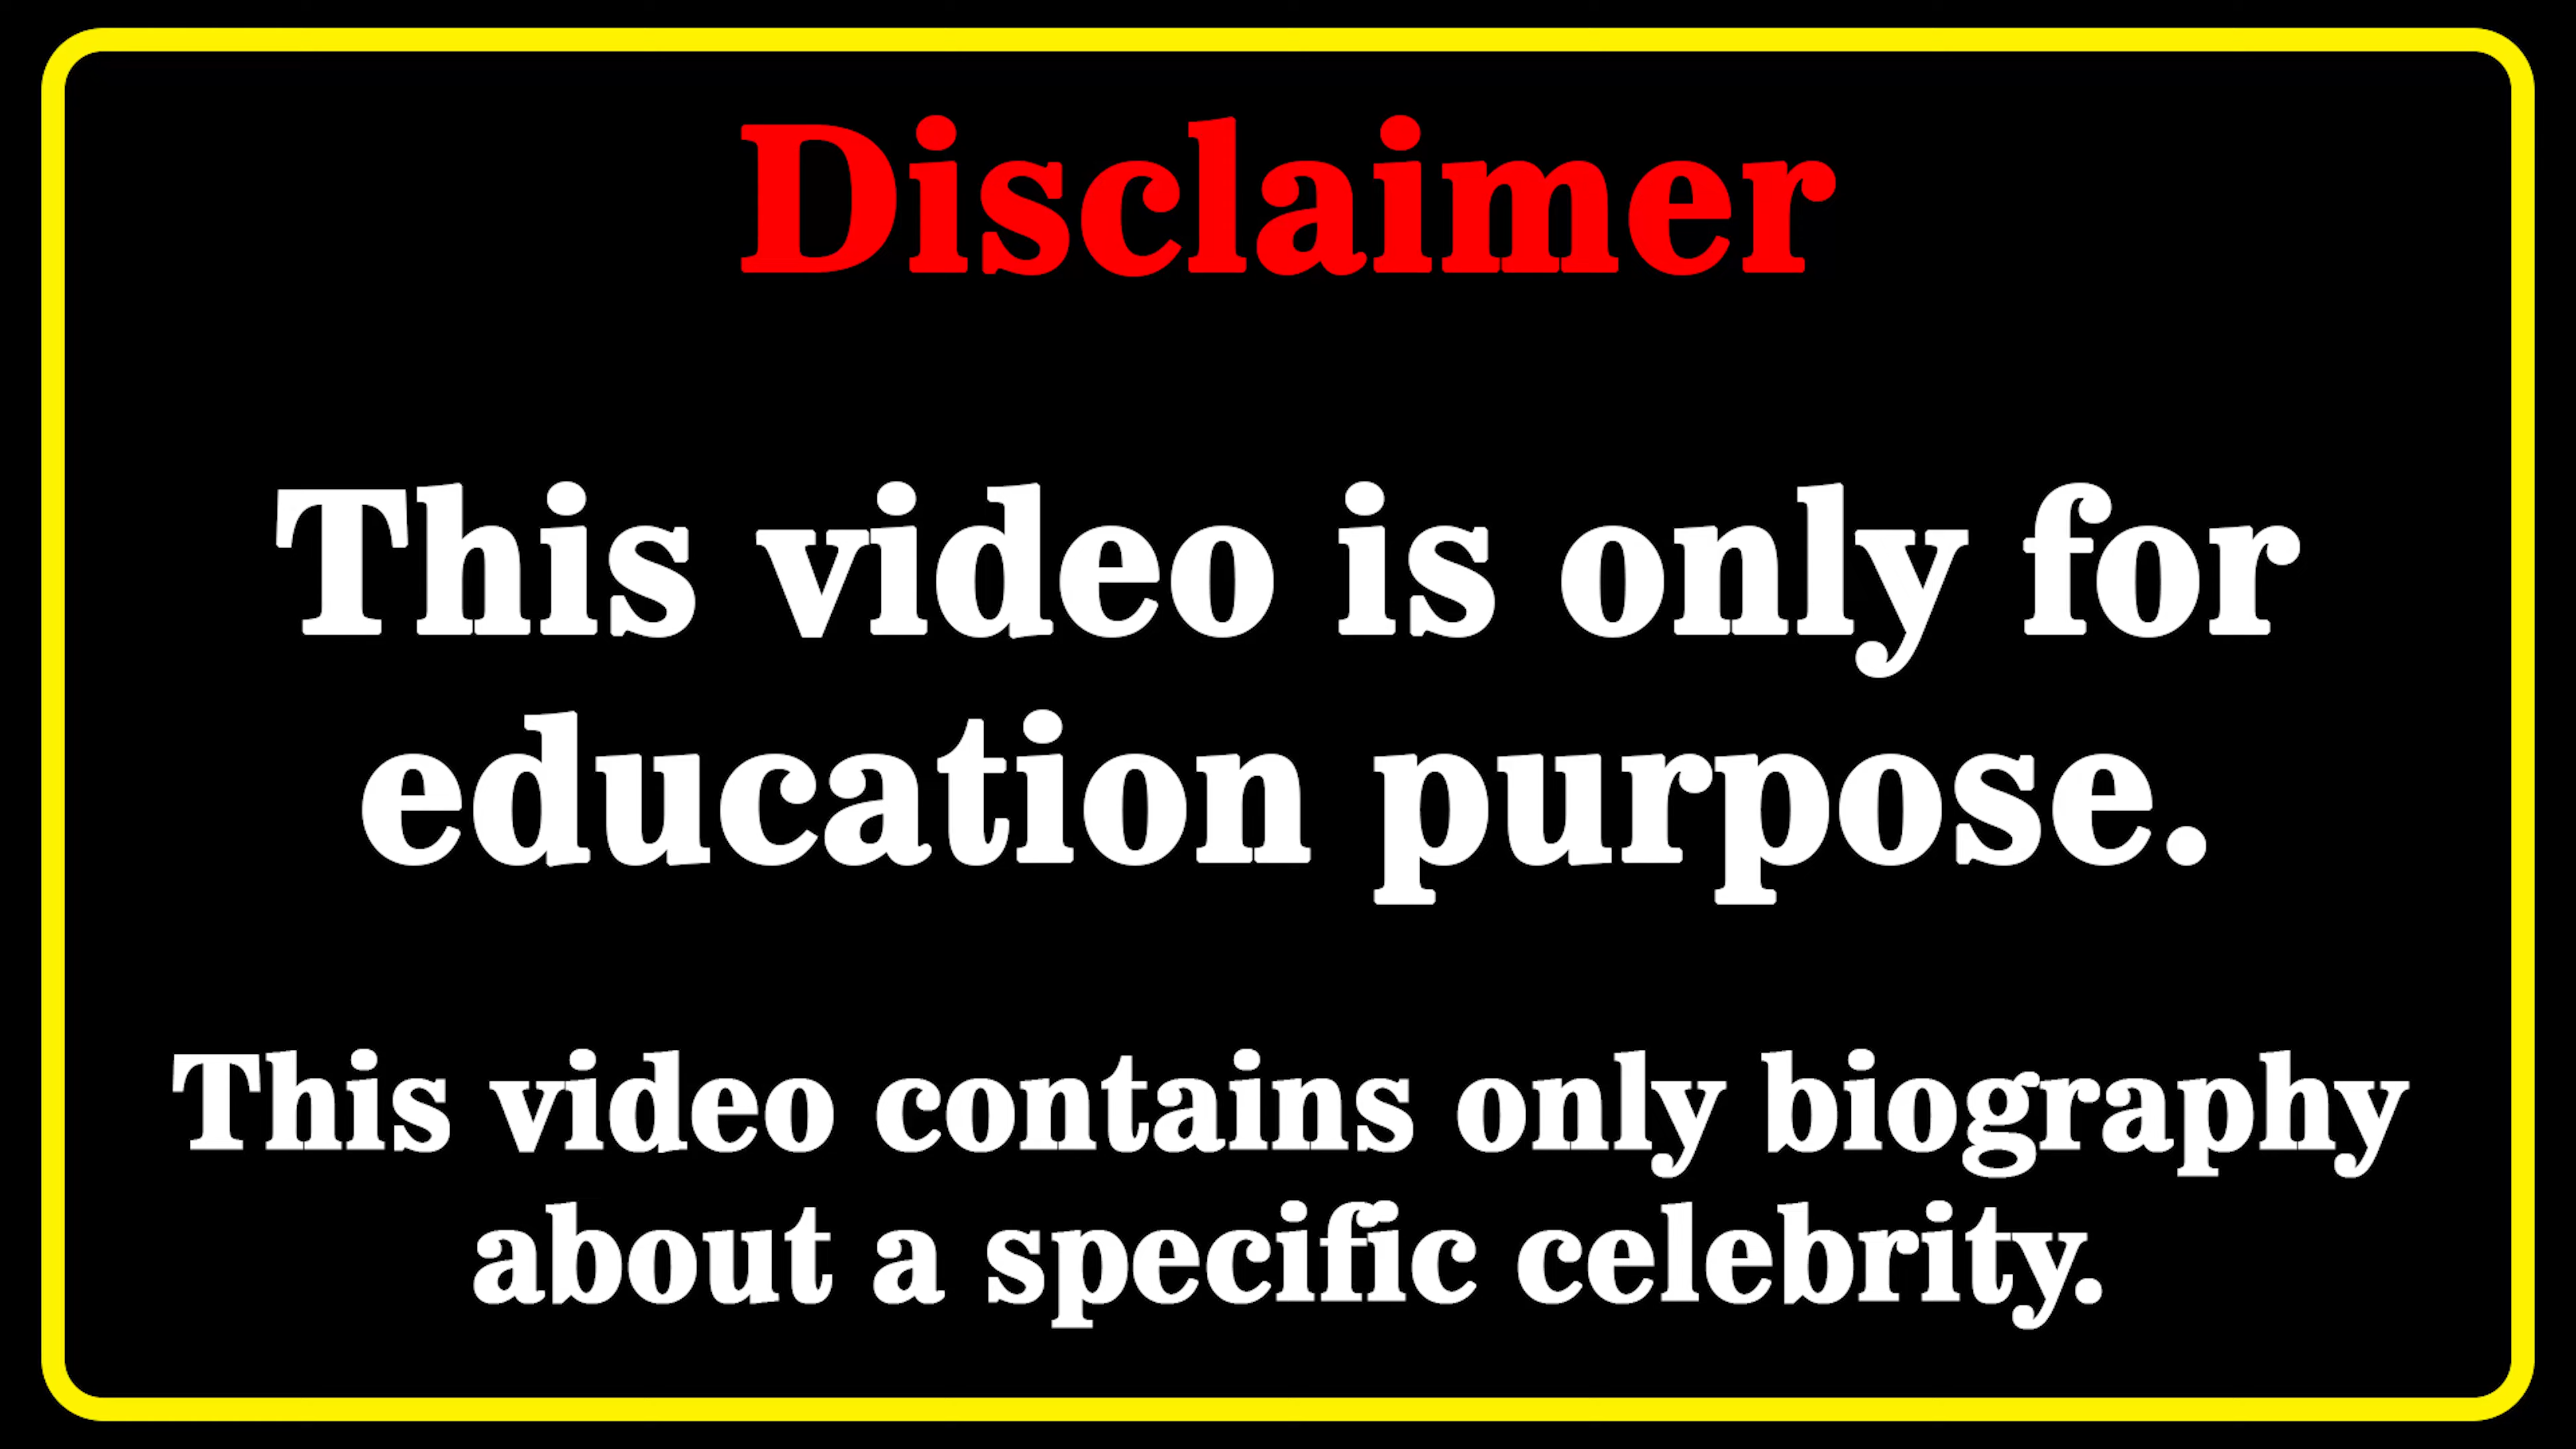 Disclaimer
This video is only for
education purpose.
This video contains only biography
about a specific celebrity.